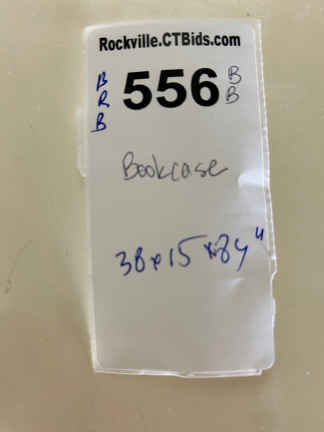 Rockville.CTBids.com
B
R
B
556
B
B
Bookcase
38x15x84"